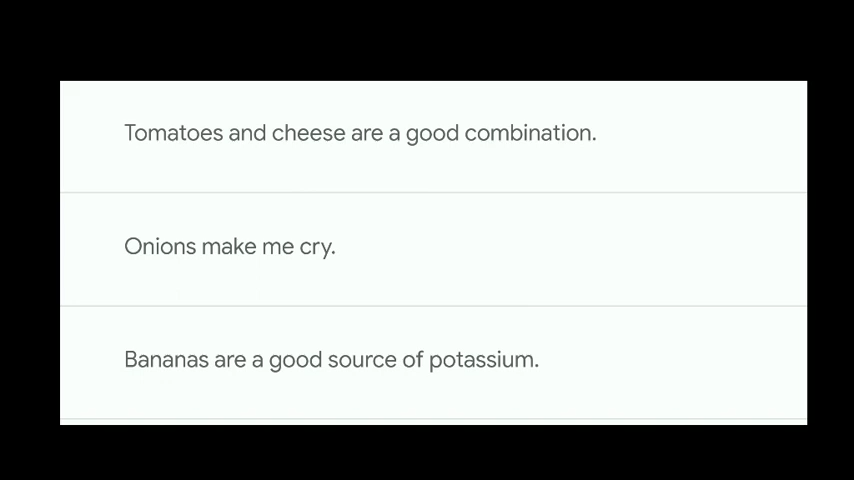 Tomatoes and cheese are a good combination.
Onions make me cry.
Bananas are a good source of potassium.